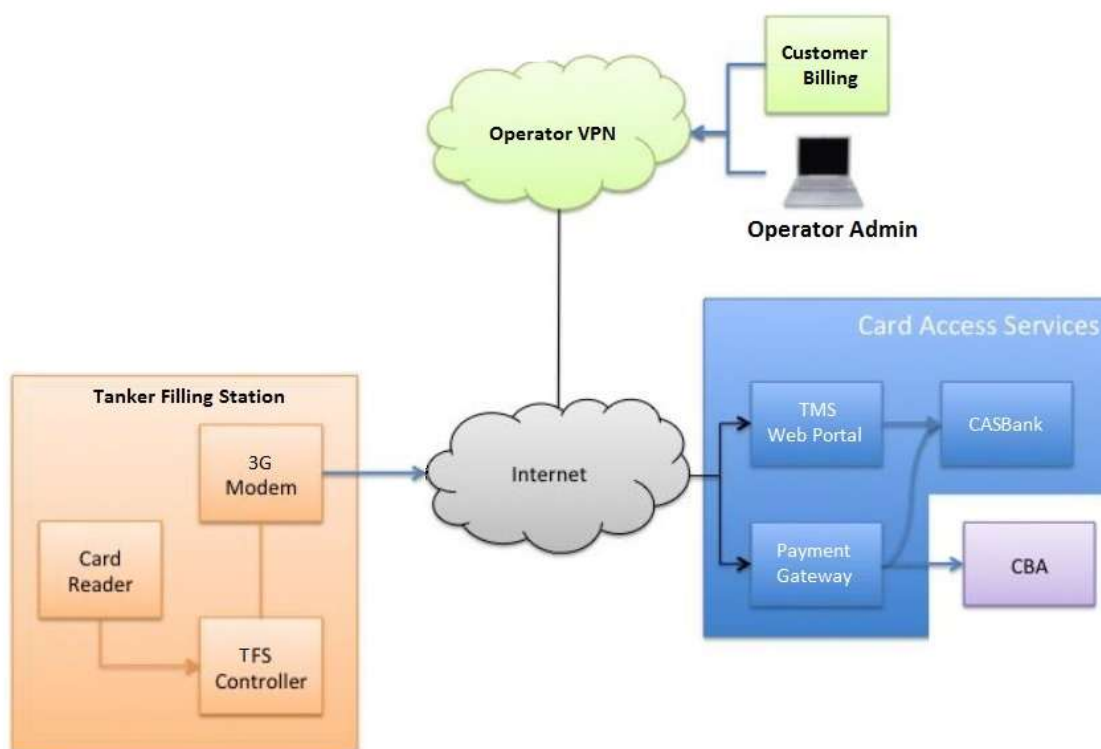 Customer
Billing
Operator VPN
Operator Admin
Card Access Services
Tanker Filling Station
TMS
Web Portal
CASBank
3G
Modem
Internet
Card
Reader
Payment
Gateway
CBA
TFS
Controller